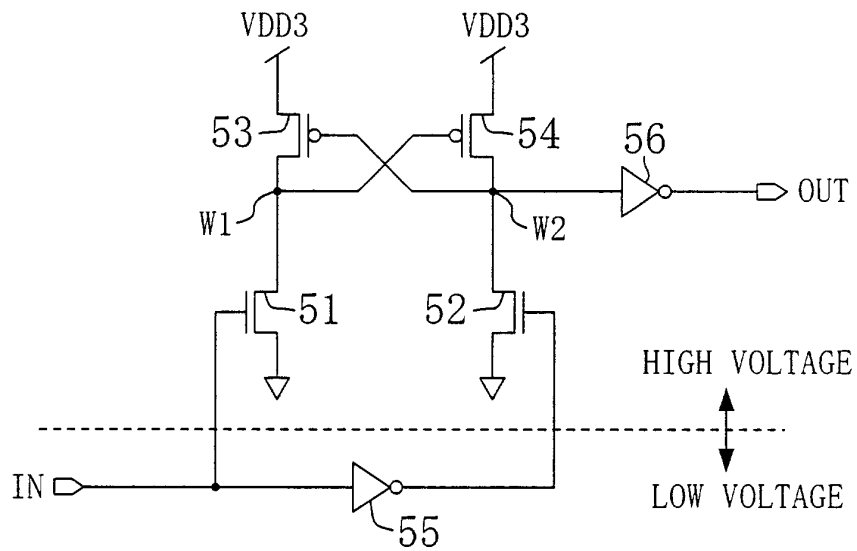 VDD3 VDD3
53 54 56
W1 W2 OUT
51 52
HIGH VOLTAGE
IN LOW VOLTAGE
55